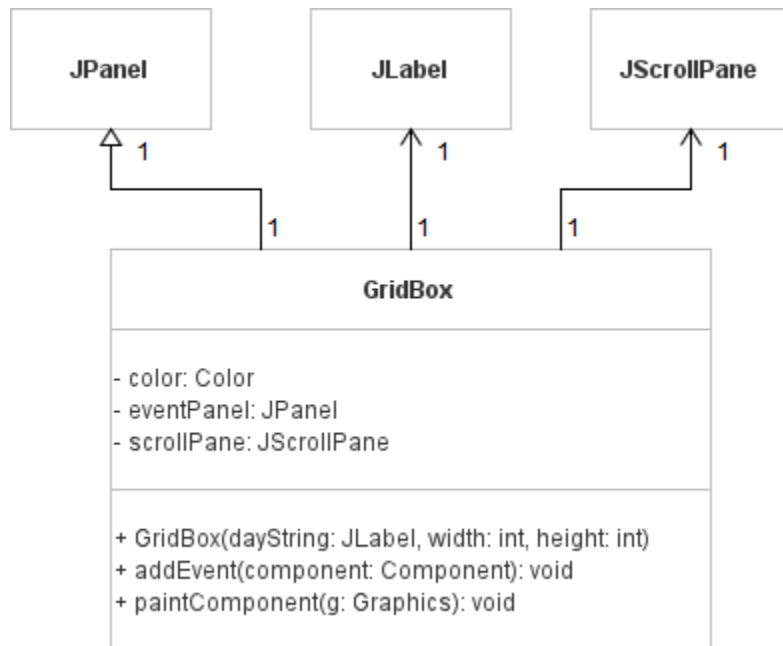 JPanel
JLabel
JScrollPane
1
1
1
1
1
1
GridBox
- color: Color
- eventPanel: JPanel
- scrollPane: JScrollPane
+ GridBox(dayString: JLabel, width: int, height: int)
+ addEvent(component: Component): void
+ paintComponent(g: Graphics): void